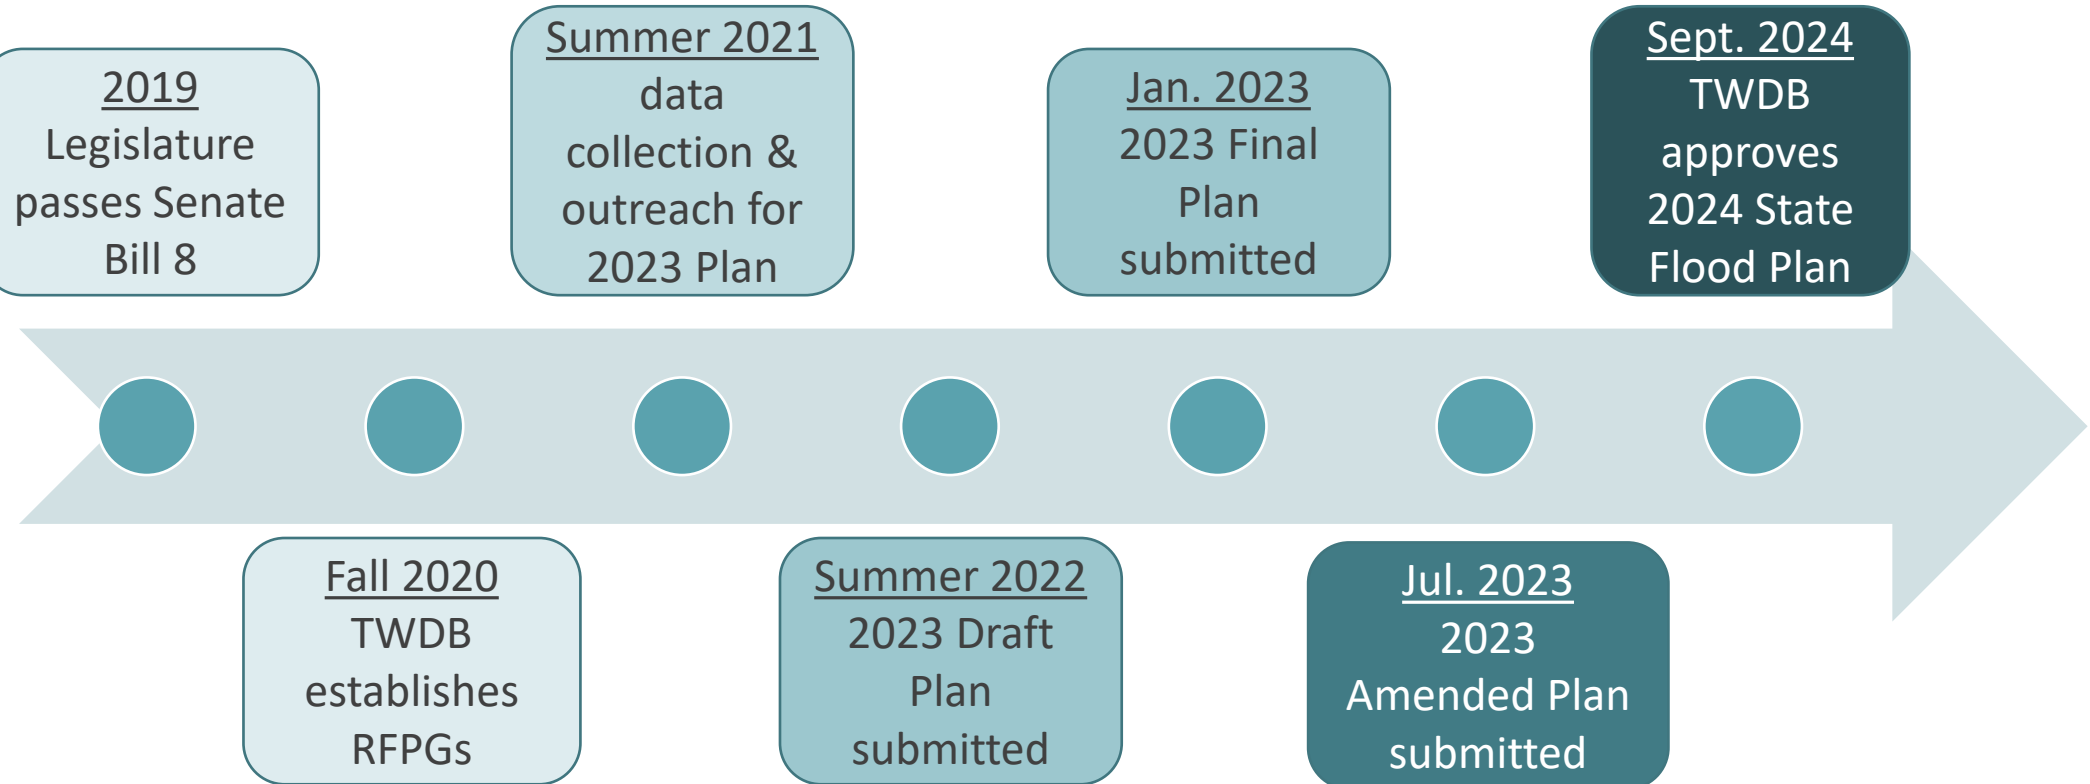 2019
Legislature
passes Senate
Bill 8
Fall 2020
TWDB
establishes
RFPGs
Summer 2021
data
collection &
outreach for
2023 Plan
Summer 2022
2023 Draft
Plan
submitted
Jan. 2023
2023 Final
Plan
submitted
Jul. 2023
2023
Amended Plan
submitted
Sept. 2024
TWDB
approves
2024 State
Flood Plan